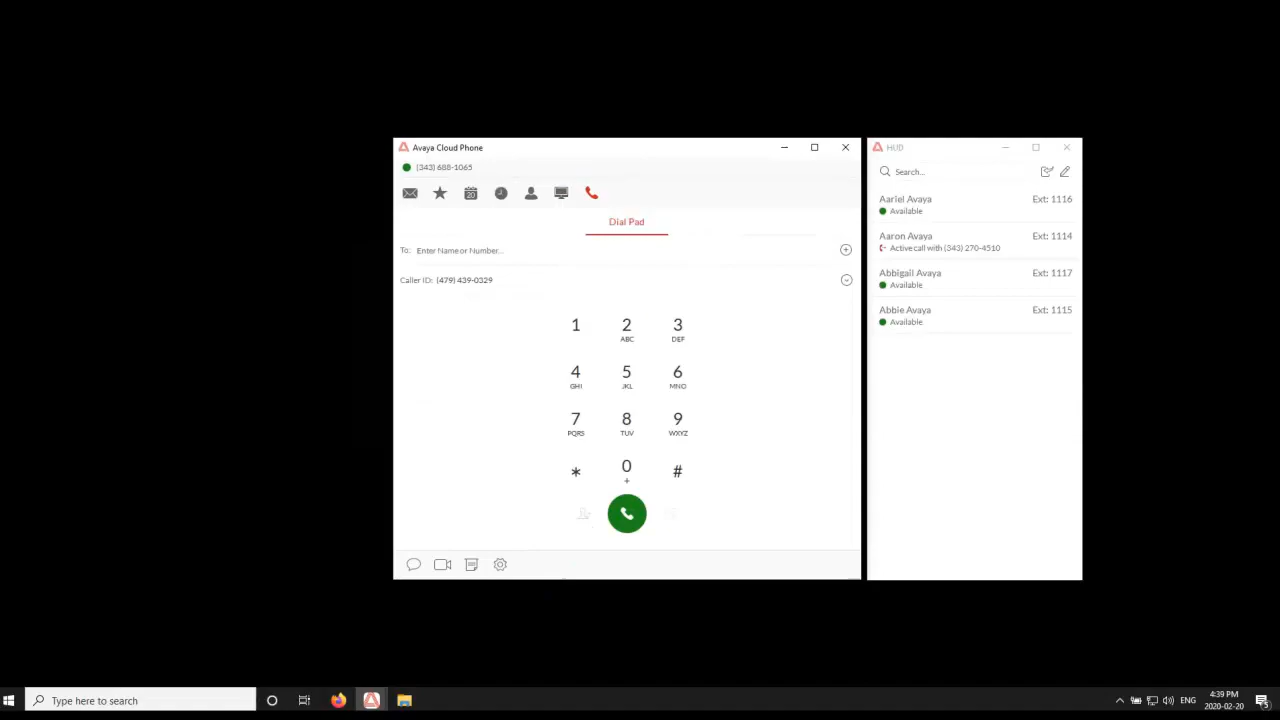 Avaya Cloud Phone
(343) 688-1065
20
Dial Pad
To: Enter Name or Number...
Caller ID: (479) 439-0329
1 2 3
ABC DEF
4 5 6
GHI JKL MNO
7 8 9
PQRS TUV WXYZ
* 0 #
+
HUD
Search...
Aariel Avaya Ext: 1116
Available
Aaron Avaya Ext: 1114
Active call with (343) 270-4510
Abbigail Avaya Ext: 1117
Available
Abbie Avaya Ext: 1115
Available
Type here to search
ENG
4:39 PM
2020-02-20
5